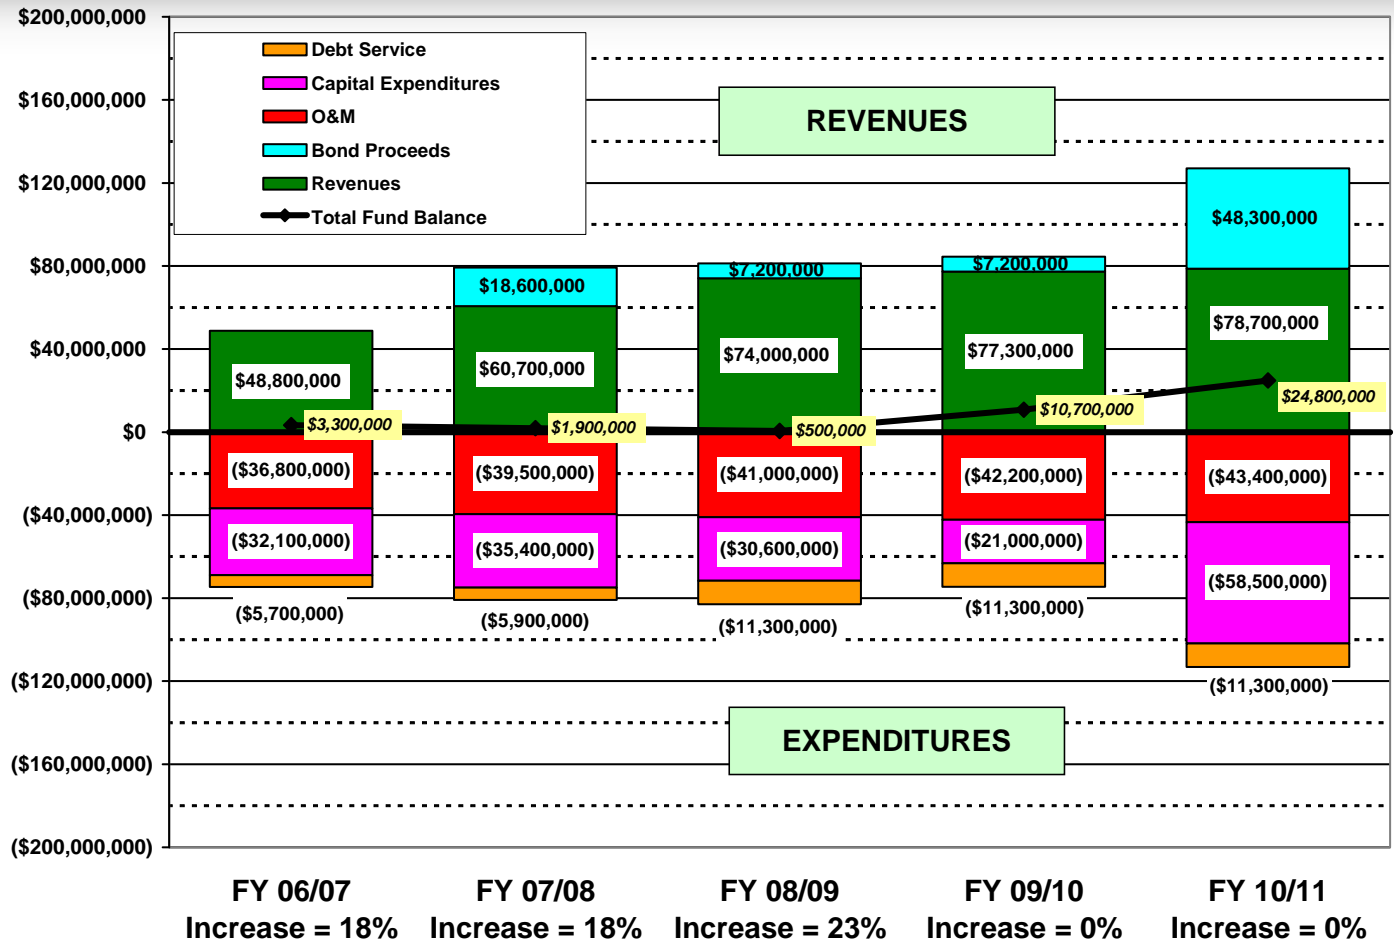 $200,000,000
$160,000,000
$120,000,000
$80,000,000
$40,000,000
$0
($40,000,000)
($80,000,000)
($120,000,000)
($160,000,000)
($200,000,000)
Debt Service
Capital Expenditures
O&M
Bond Proceeds
Revenues
Total Fund Balance
REVENUES
$48,800,000
$3,300,000
($36,800,000)
($32,100,000)
($5,700,000)
$18,600,000
$60,700,000
$1,900,000
($39,500,000)
($35,400,000)
($5,900,000)
$7,200,000
$74,000,000
$500,000
($41,000,000)
($30,600,000)
($11,300,000)
$7,200,000
$77,300,000
$10,700,000
($42,200,000)
($21,000,000)
($11,300,000)
$48,300,000
$78,700,000
$24,800,000
($43,400,000)
($58,500,000)
($11,300,000)
EXPENDITURES
FY 06/07
Increase = 18%
FY 07/08
Increase = 18%
FY 08/09
Increase = 23%
FY 09/10
Increase = 0%
FY 10/11
Increase = 0%